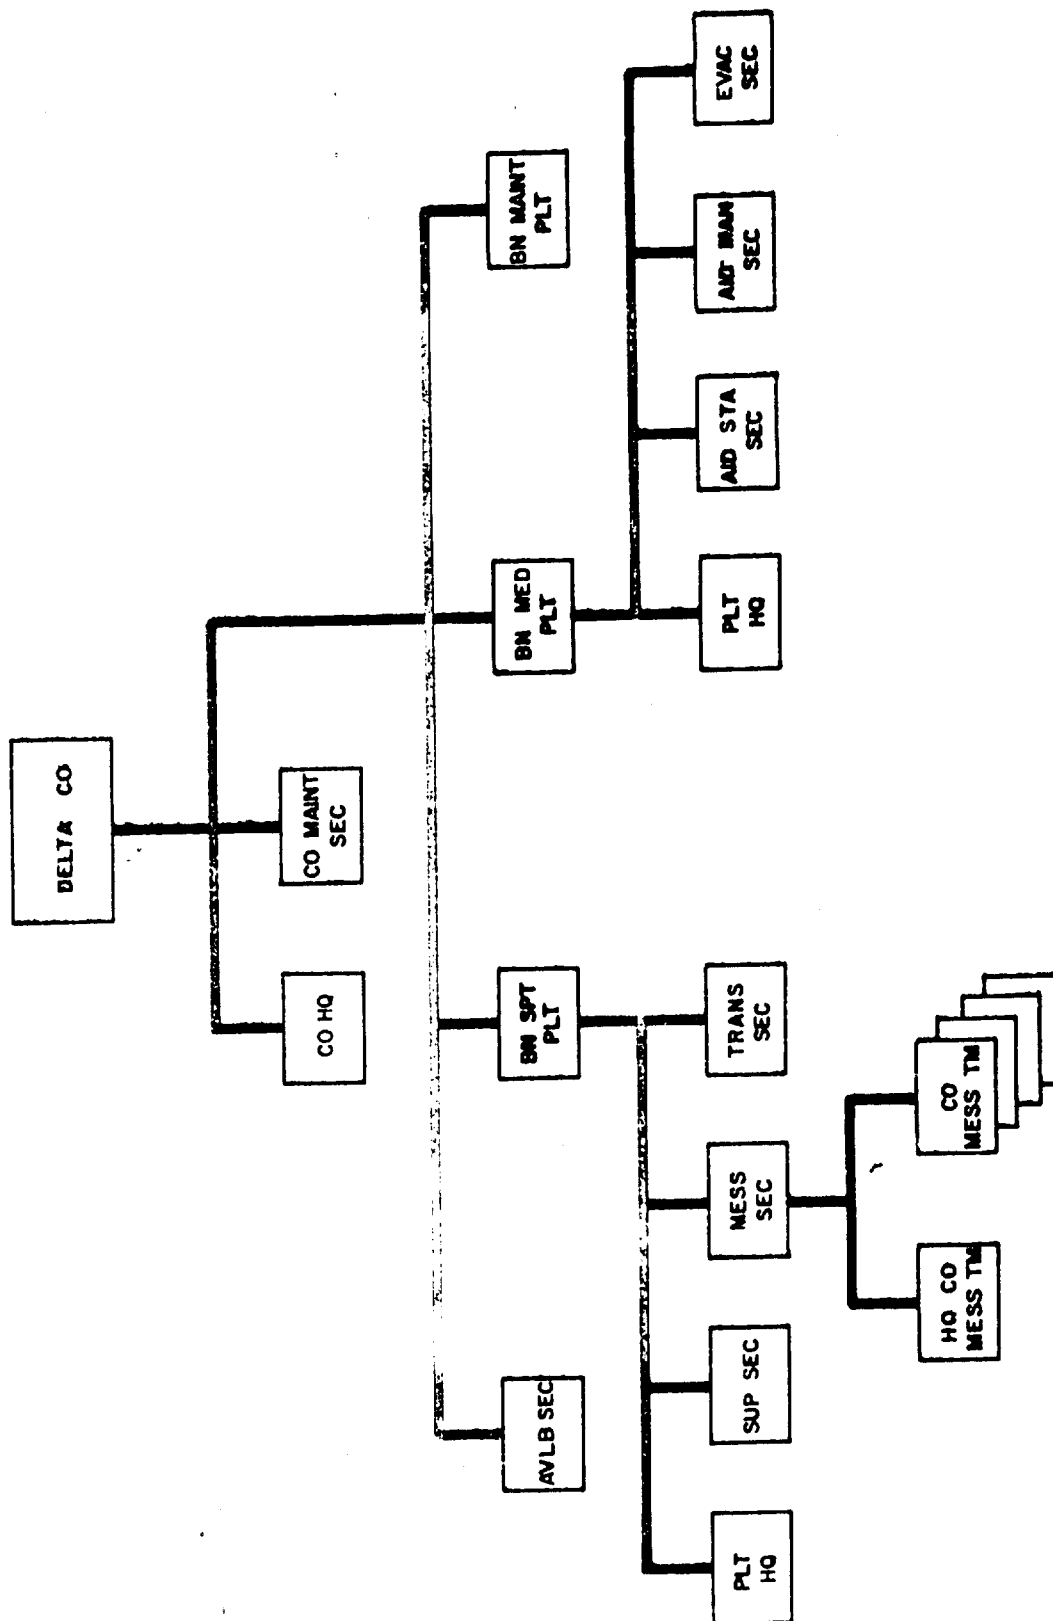 DELTA CO
CO HQ
CO MAINT
SEC
AVLB SEC
BN SPT
PLT
BN MED
PLT
BN MAINT
PLT
PLT
HQ
SUP SEC
MESS
SEC
TRANS
SEC
PLT
HQ
AID STA
SEC
AID MAN
SEC
EVAC
SEC
HQ CO
MESS TM
CO
MESS TM